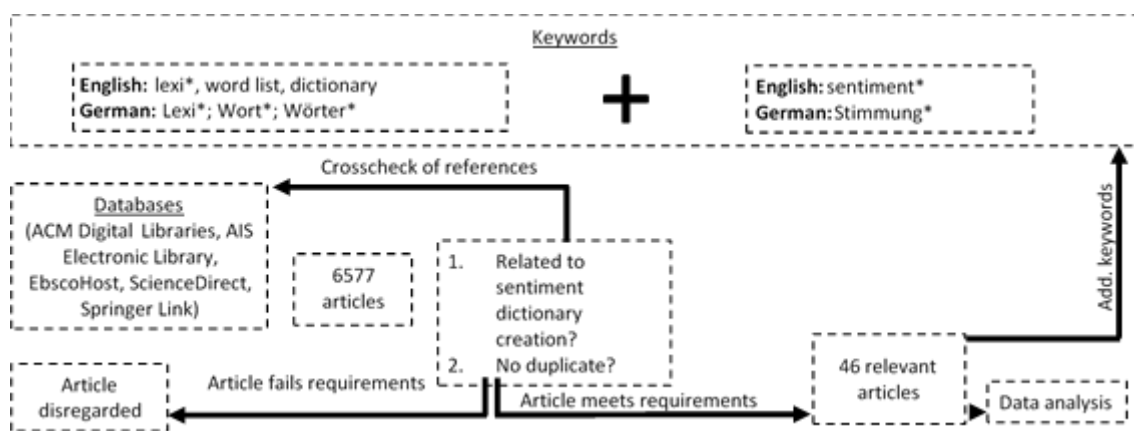 Keywords
English: lexi*, word list, dictionary
German: Lexi*; Wort*; Wörter*
+
English: sentiment*
German: Stimmung*
Crosscheck of references
Databases
(ACM Digital Libraries, AIS
Electronic Library,
EbscoHost, ScienceDirect,
Springer Link)
6577
articles
1. Related to
sentiment
dictionary
creation?
2. No duplicate?
Add. keywords
46 relevant
articles
Article
disregarded
Article fails requirements
Article meets requirements
Data analysis